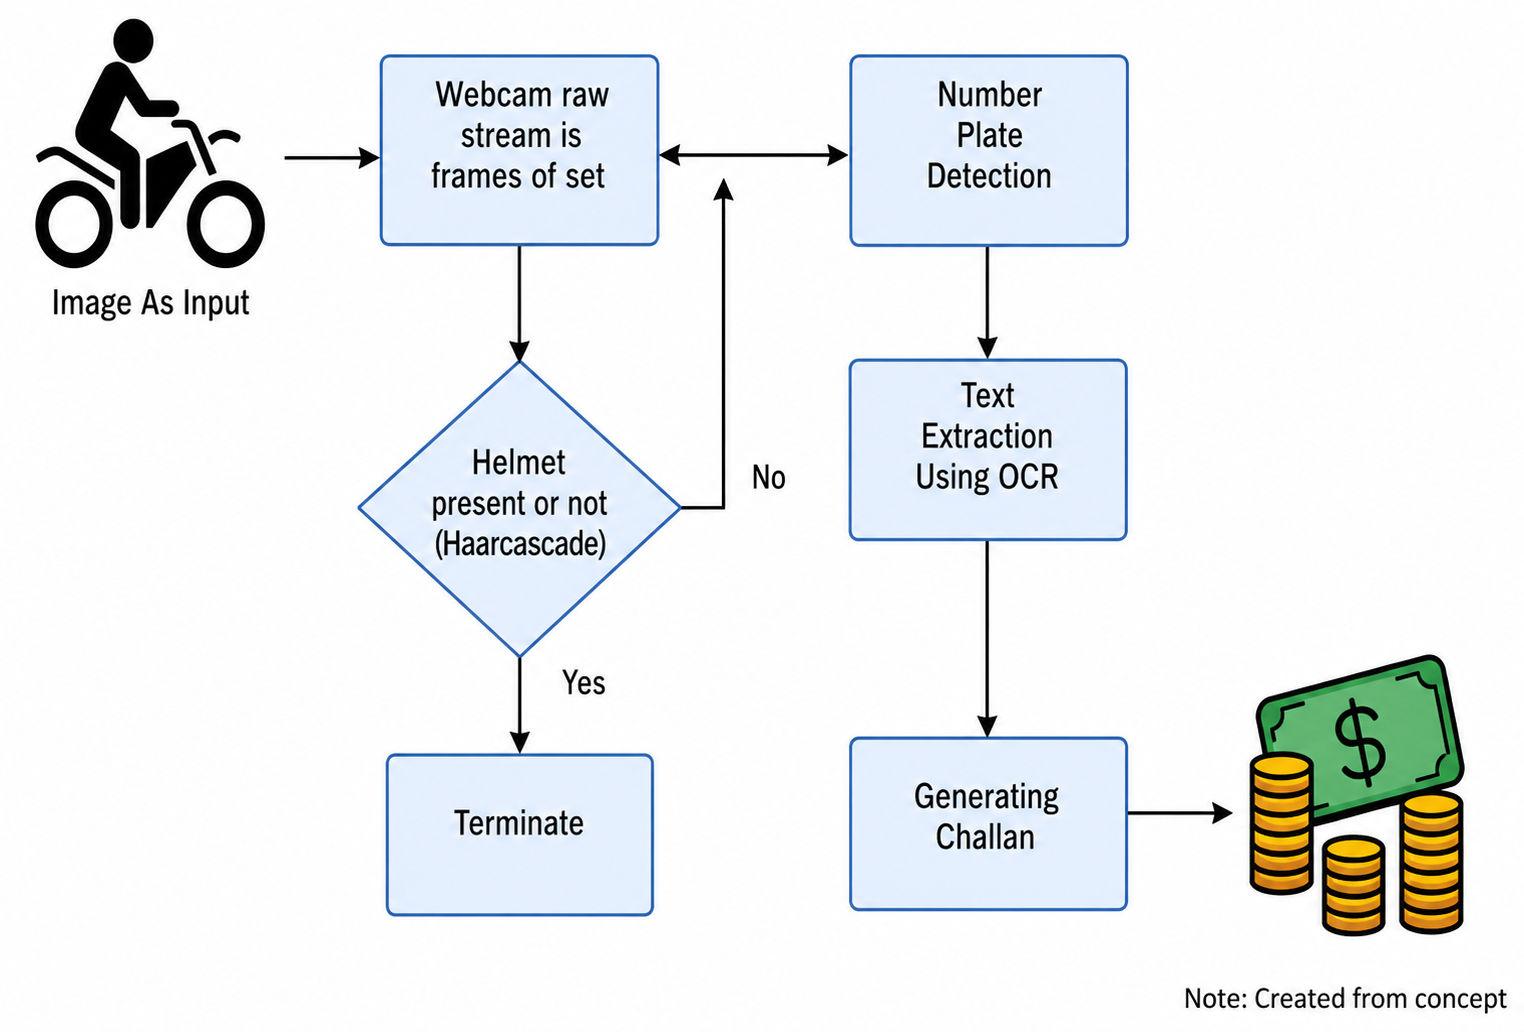 Image As Input
Webcam raw
stream is
frames of set
Helmet
present or not
(Haarcascade)
No
Yes
Terminate
Number
Plate
Detection
Text
Extraction
Using OCR
Generating
Challan
$
Note: Created from concept